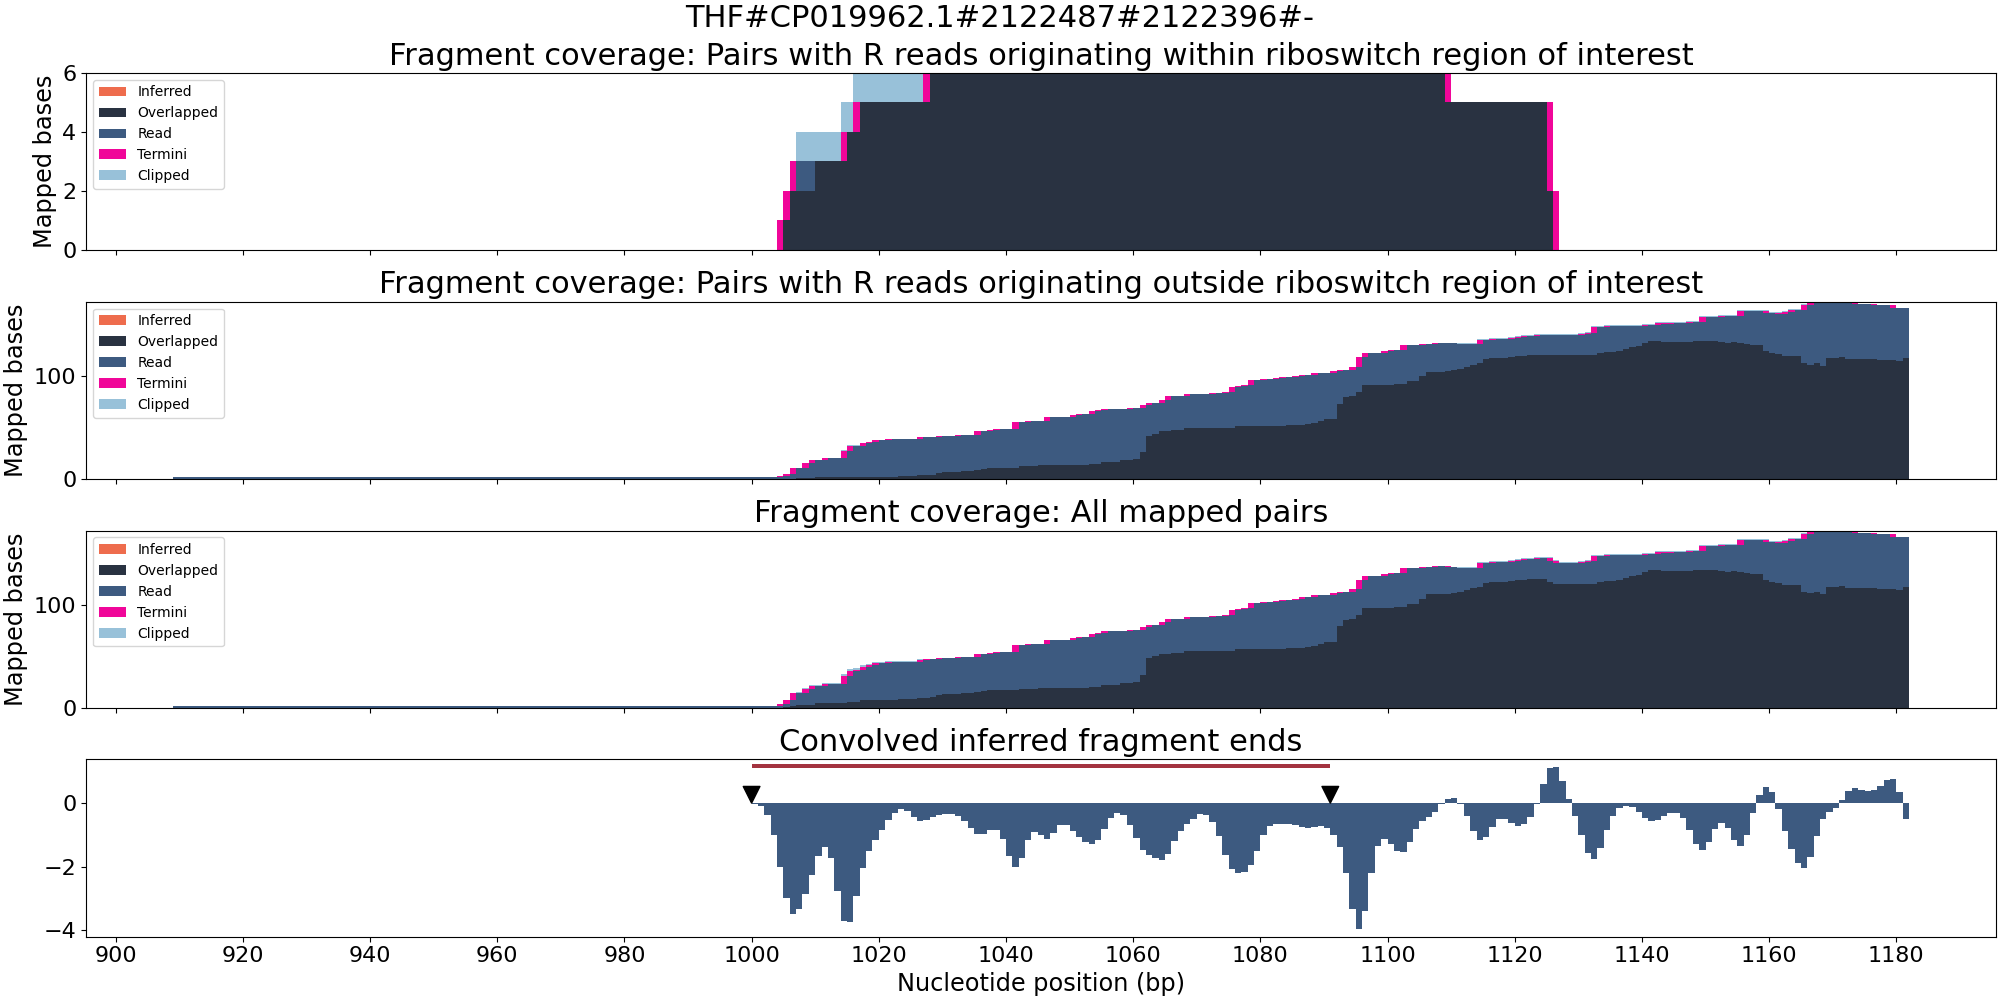 THF#CP019962.1#2122487#2122396#-
Fragment coverage: Pairs with R reads originating within riboswitch region of interest
Mapped bases
6
4
2
0
Inferred
Overlapped
Read
Termini
Clipped
Fragment coverage: Pairs with R reads originating outside riboswitch region of interest
Mapped bases
100
0
Inferred
Overlapped
Read
Termini
Clipped
Fragment coverage: All mapped pairs
Mapped bases
100
0
Inferred
Overlapped
Read
Termini
Clipped
Convolved inferred fragment ends
0
−2
−4
900 920 940 960 980 1000 1020 1040 1060 1080 1100 1120 1140 1160 1180
Nucleotide position (bp)